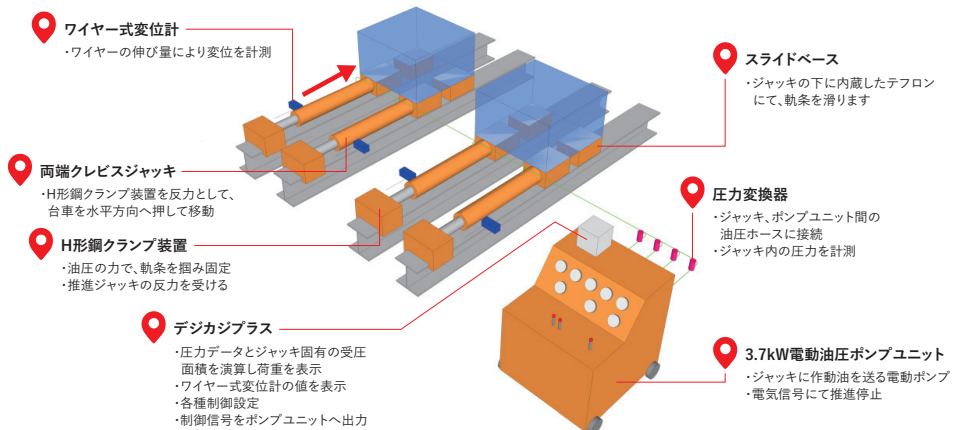 ワイヤー式変位計
・ワイヤーの伸び量により変位を計測
スライドベース
・ジャッキの下に内蔵したテフロン
にて、軌条を滑ります
両端クレビスジャッキ
・H形鋼クランプ装置を反力として、
台車を水平方向へ押して移動
圧力変換器
・ジャッキ、ポンプユニット間の
油圧ホースに接続
・ジャッキ内の圧力を計測
H形鋼クランプ装置
・油圧の力で、軌条を掴み固定
・推進ジャッキの反力を受ける
デジカジプラス
・圧力データとジャッキ固有の受圧
面積を演算し荷重を表示
・ワイヤー式変位計の値を表示
・各種制御設定
・制御信号をポンプユニットへ出力
3.7kW電動油圧ポンプユニット
・ジャッキに作動油を送る電動ポンプ
・電気信号にて推進停止